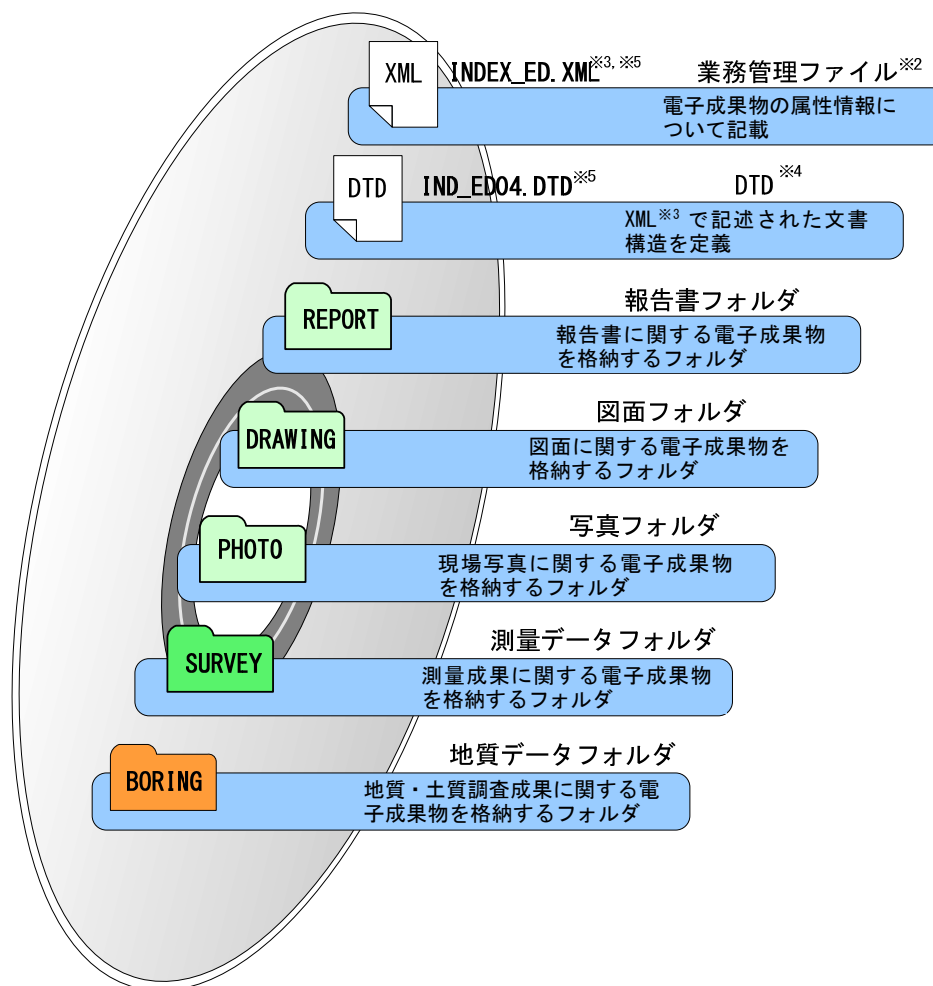 XML INDEX_ED.XML※3,※5 業務管理ファイル※2
電子成果物の属性情報に
ついて記載
DTD IND_ED04.DTD※5 DTD※4
XML※3 で記述された文書
構造を定義
REPORT 報告書フォルダ
報告書に関する電子成果物
を格納するフォルダ
DRAWING 図面フォルダ
図面に関する電子成果物を
格納するフォルダ
PHOTO 写真フォルダ
現場写真に関する電子成果物
を格納するフォルダ
SURVEY 測量データフォルダ
測量成果に関する電子成果物
を格納するフォルダ
BORING 地質データフォルダ
地質・土質調査成果に関する電
子成果物を格納するフォルダ